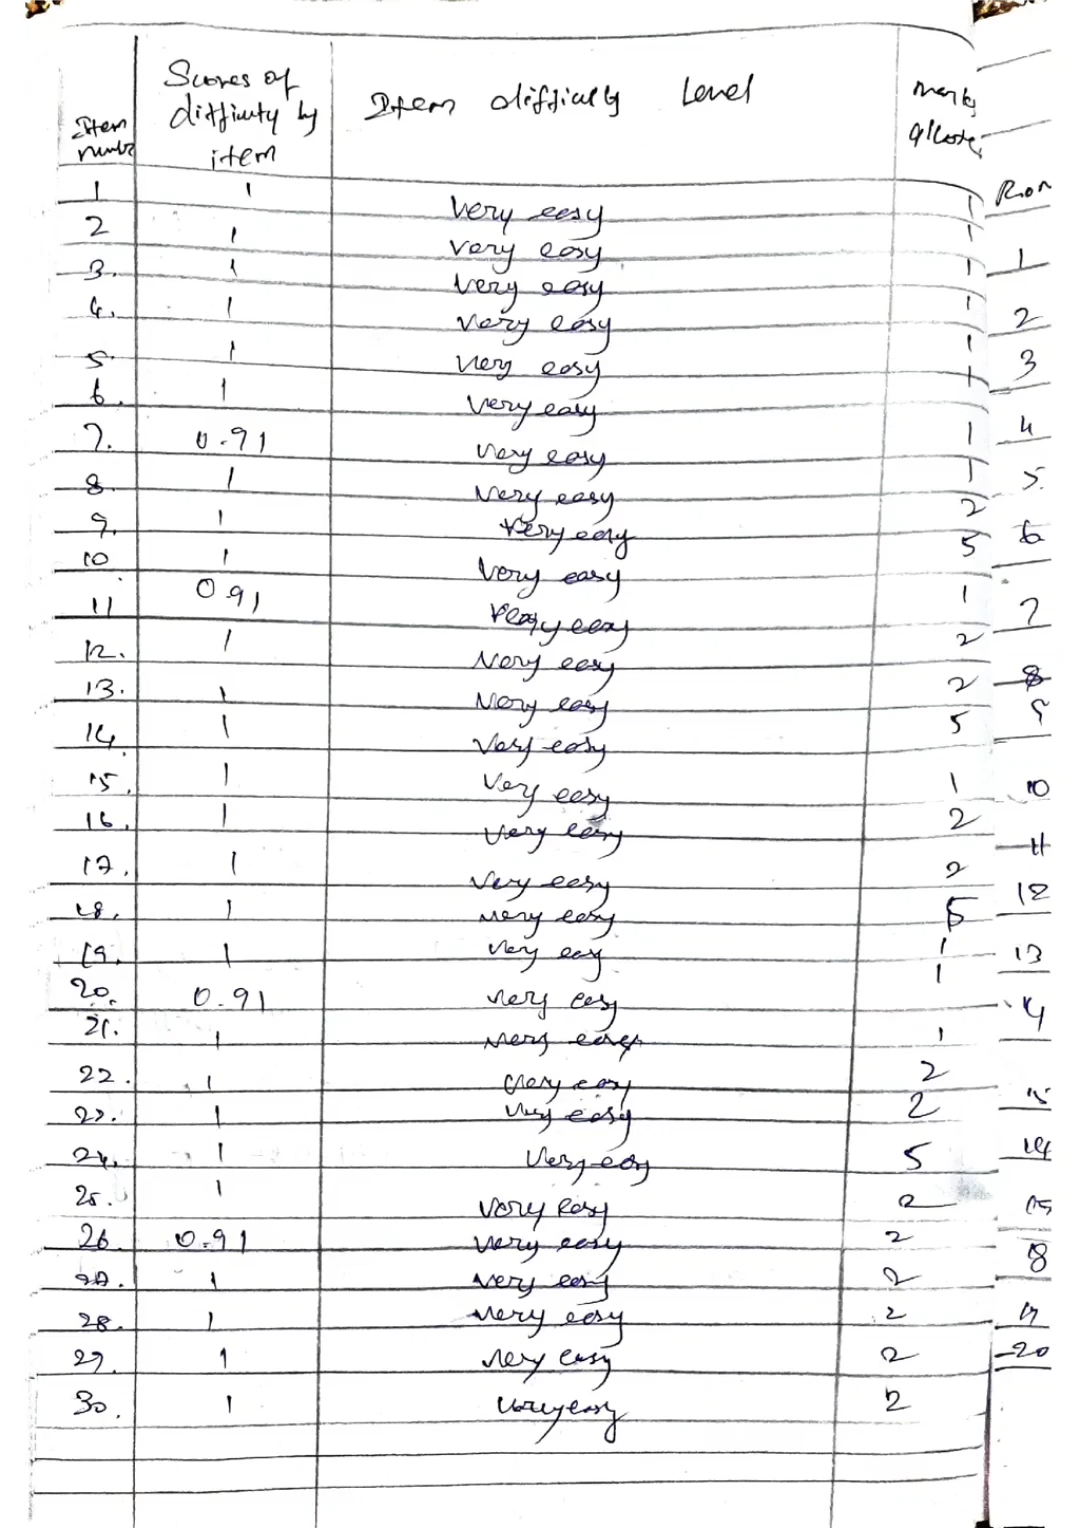 Item number | Scores of difficulty by item | Item difficulty Level | marks allotted
1 | 1 | Very easy | 1
2 | 1 | Very easy | 1
3. | 1 | Very easy | 1
4. | 1 | Very easy | 1
5. | 1 | Very easy | 1
6. | 1 | Very easy | 1
7. | 0.91 | Very easy | 1
8. | 1 | Very easy | 1
9. | 1 | Very easy | 2
10 | 1 | Very easy | 5
11 | 0.91 | Very easy | 1
12. | 1 | Very easy | 2
13. | 1 | Very easy | 2
14. | 1 | Very easy | 5
15. | 1 | Very easy | 1
16. | 1 | Very easy | 2
17. | 1 | Very easy | 2
18. | 1 | Very easy | 5
19. | 1 | Very easy | 1
20. | 0.91 | Very easy | 1
21. | 1 | Very easy | 1
22. | 1 | Very easy | 2
23. | 1 | Very easy | 2
24. | 1 | Very easy | 5
25. | 1 | Very easy | 2
26 | 0.91 | Very easy | 2
27. | 1 | Very easy | 2
28. | 1 | Very easy | 2
29. | 1 | Very easy | 2
30. | 1 | Very easy | 2
1
2
3
4
5.
6
7
8
9
10
11
12
13
14
15
14
15
8
20